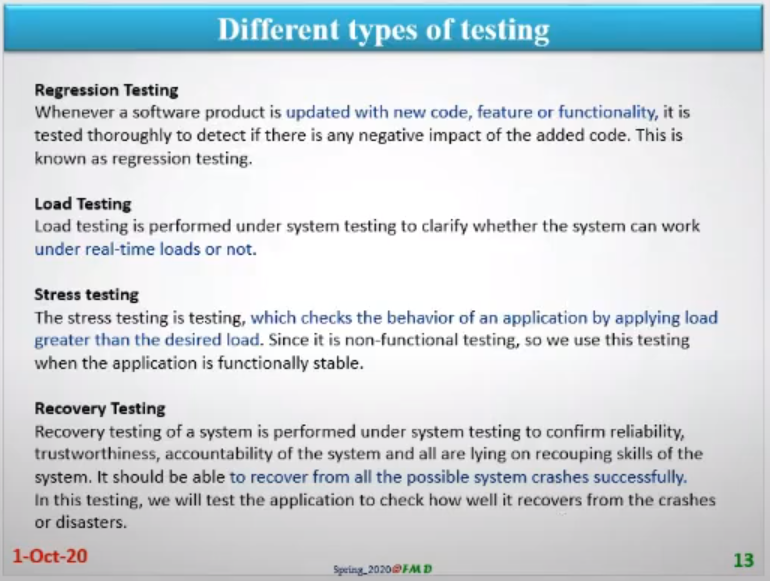 Different types of testing
Regression Testing
Whenever a software product is updated with new code, feature or functionality, it is
tested thoroughly to detect if there is any negative impact of the added code. This is
known as regression testing.
Load Testing
Load testing is performed under system testing to clarify whether the system can work
under real-time loads or not.
Stress testing
The stress testing is testing, which checks the behavior of an application by applying load
greater than the desired load. Since it is non-functional testing, so we use this testing
when the application is functionally stable.
Recovery Testing
Recovery testing of a system is performed under system testing to confirm reliability,
trustworthiness, accountability of the system and all are lying on recouping skills of the
system. It should be able to recover from all the possible system crashes successfully.
In this testing, we will test the application to check how well it recovers from the crashes
or disasters.
1-Oct-20
Spring_2020@FMD
13